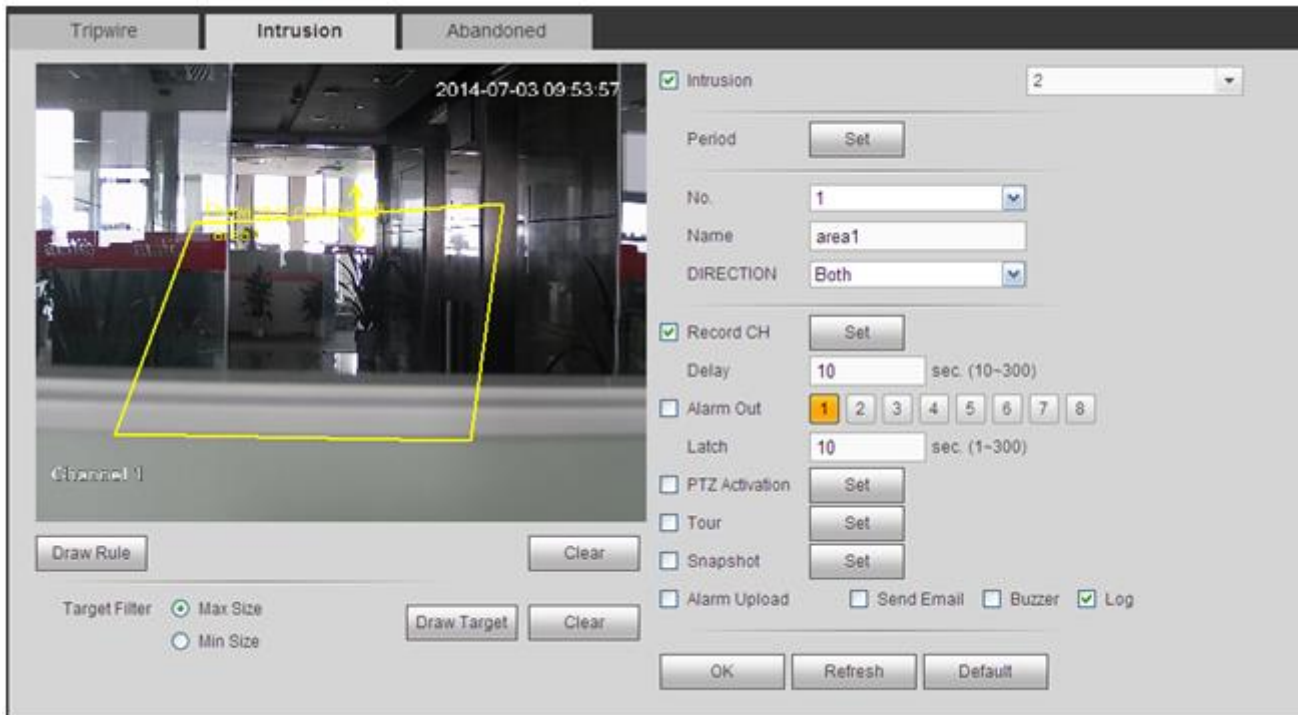 Tripwire
Intrusion
Abandoned
2014-07-03 09:53:57
area1
Channel 1
Draw Rule
Clear
Target Filter
Max Size
Min Size
Draw Target
Clear
Intrusion
2
Period
Set
No.
1
Name
area1
DIRECTION
Both
Record CH
Set
Delay
10
sec. (10~300)
Alarm Out
1 2 3 4 5 6 7 8
Latch
10
sec. (1~300)
PTZ Activation
Set
Tour
Set
Snapshot
Set
Alarm Upload
Send Email
Buzzer
Log
OK
Refresh
Default